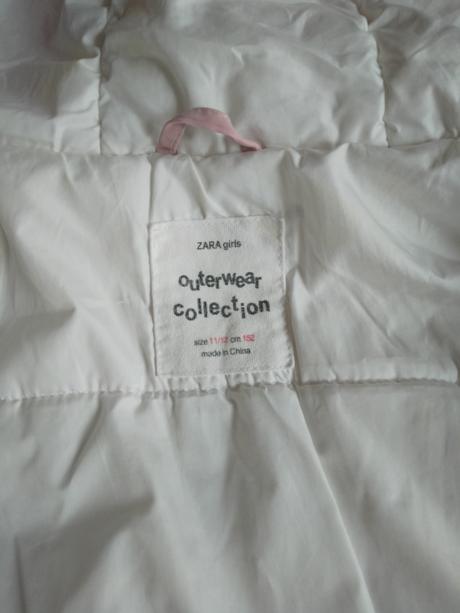 ZARA girls
outerwear
collection
size 11/12 cm 152
made in China